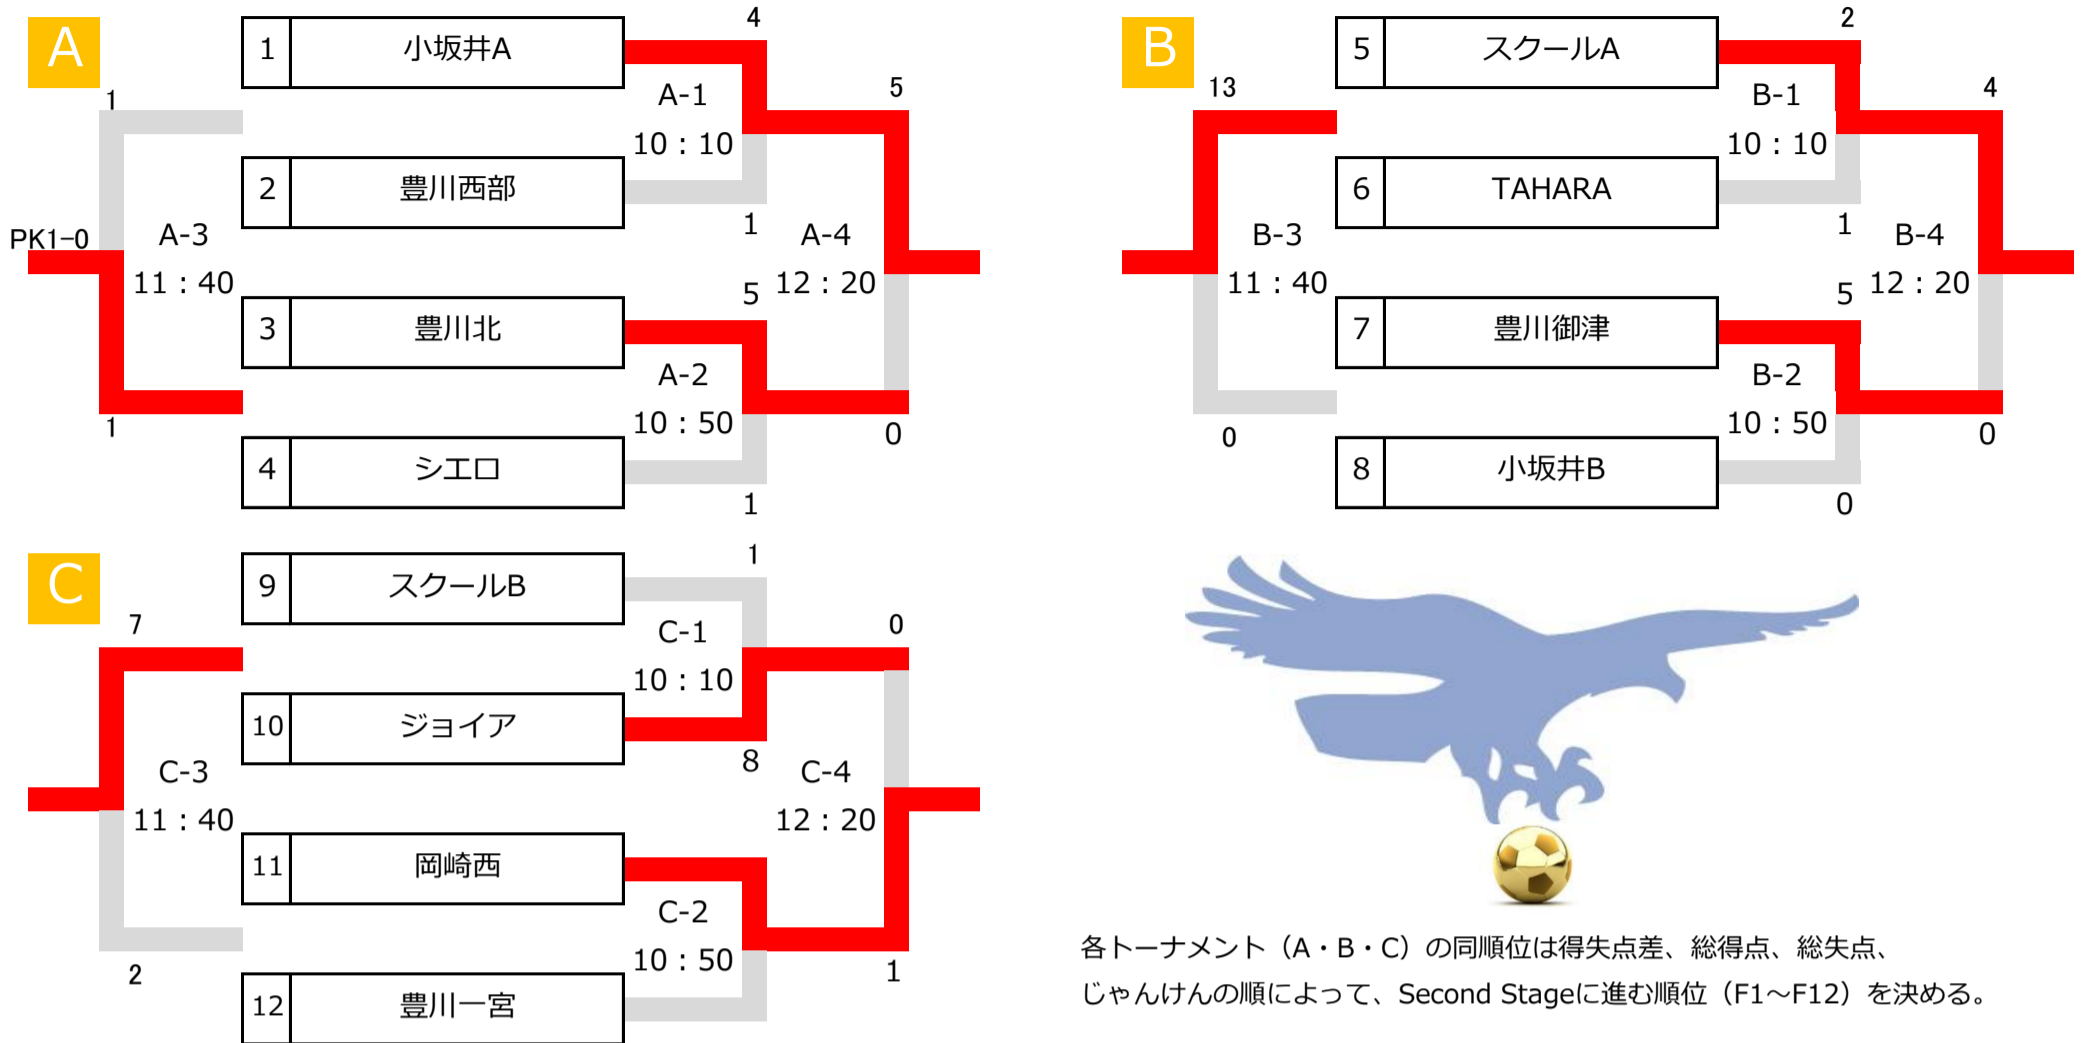 A
1 小坂井A
4
A-1
10：10
1
5
2 豊川西部
1
PK1-0
A-3
11：40
A-4
12：20
3 豊川北
5
A-2
10：50
1
0
4 シエロ
1
B
5 スクールA
2
13
B-1
10：10
4
6 TAHARA
1
B-3
11：40
B-4
12：20
7 豊川御津
5
B-2
10：50
0
0
8 小坂井B
0
C
9 スクールB
1
7
C-1
10：10
0
10 ジョイア
8
C-3
11：40
C-4
12：20
11 岡崎西
C-2
10：50
2
1
12 豊川一宮
各トーナメント（A・B・C）の同順位は得失点差、総得点、総失点、
じゃんけんの順によって、Second Stageに進む順位（F1～F12）を決める。